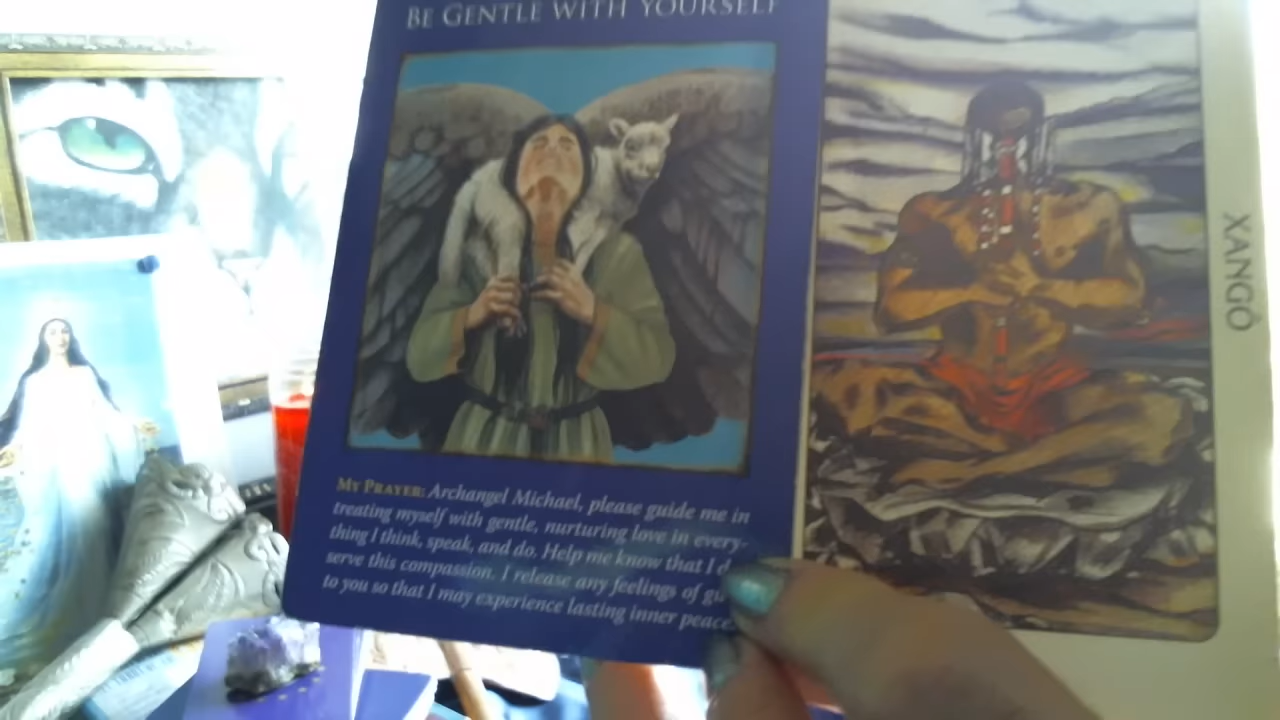 BE GENTLE WITH YOURSELF
MY PRAYER: Archangel Michael, please guide me in
treating myself with gentle, nurturing love in every-
thing I think, speak, and do. Help me know that I
serve this compassion. I release any feelings of
to you so that I may experience lasting inner peace.
XANGÔ